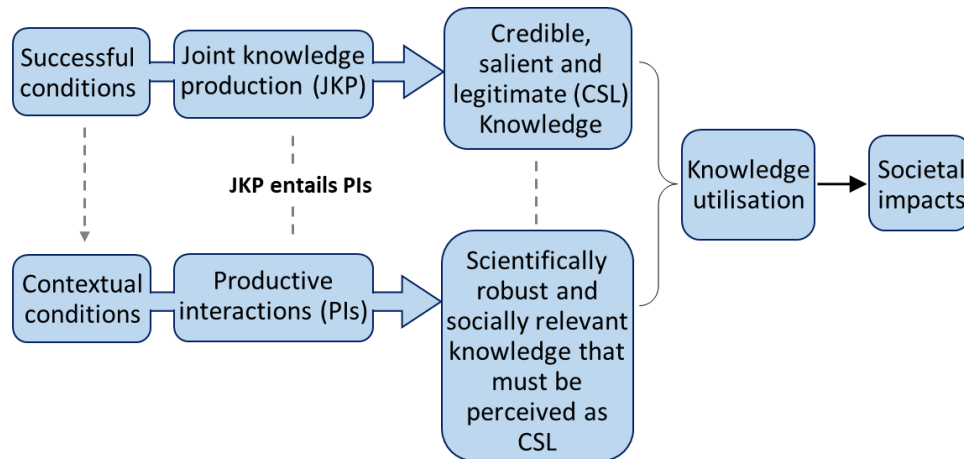 Successful
conditions
Joint knowledge
production (JKP)
Credible,
salient and
legitimate (CSL)
Knowledge
JKP entails PIs
Contextual
conditions
Productive
interactions (PIs)
Scientifically
robust and
socially relevant
knowledge that
must be
perceived as
CSL
Knowledge
utilisation
Societal
impacts